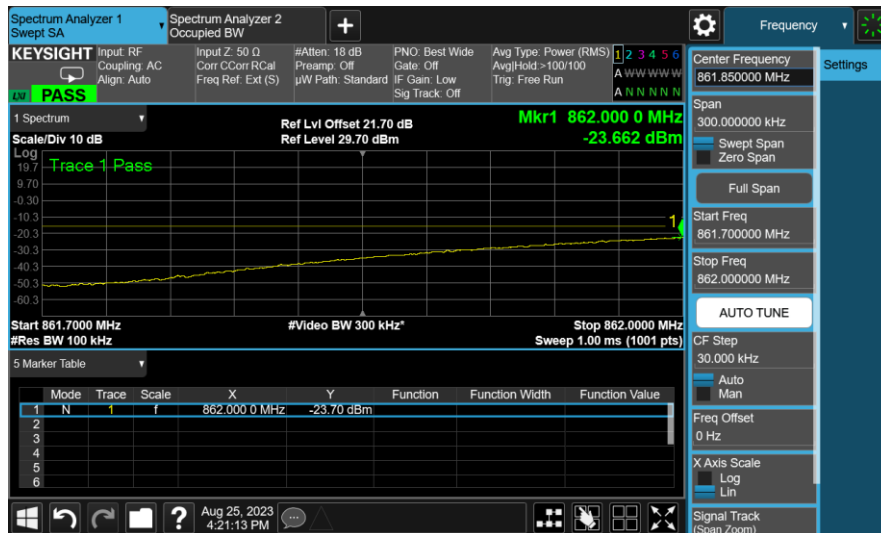 Spectrum Analyzer 1
Swept SA
Spectrum Analyzer 2
Occupied BW
+
Frequency
KEYSIGHT
LXI
PASS
Input: RF
Coupling: AC
Align: Auto
Input Z: 50 Ω
Corr CCorr RCal
Freq Ref: Ext (S)
#Atten: 18 dB
Preamp: Off
µW Path: Standard
PNO: Best Wide
Gate: Off
IF Gain: Low
Sig Track: Off
Avg Type: Power (RMS)
Avg|Hold:>100/100
Trig: Free Run
1 2 3 4 5 6
A W W W W W
A N N N N N
1 Spectrum
Scale/Div 10 dB
Ref Lvl Offset 21.70 dB
Ref Level 29.70 dBm
Mkr1 862.000 0 MHz
-23.662 dBm
Log
Trace 1 Pass
19.7
9.70
-0.30
-10.3
-20.3
-30.3
-40.3
-50.3
-60.3
1
Start 861.7000 MHz
#Res BW 100 kHz
#Video BW 300 kHz*
Stop 862.0000 MHz
Sweep 1.00 ms (1001 pts)
5 Marker Table
Mode Trace Scale X Y Function Function Width Function Value
1 N 1 f 862.000 0 MHz -23.70 dBm
2
3
4
5
6
?
Aug 25, 2023
4:21:13 PM
Center Frequency
861.850000 MHz
Span
300.000000 kHz
Swept Span
Zero Span
Full Span
Start Freq
861.700000 MHz
Stop Freq
862.000000 MHz
AUTO TUNE
CF Step
30.000 kHz
Auto
Man
Freq Offset
0 Hz
X Axis Scale
Log
Lin
Signal Track
(Span Zoom)
Settings